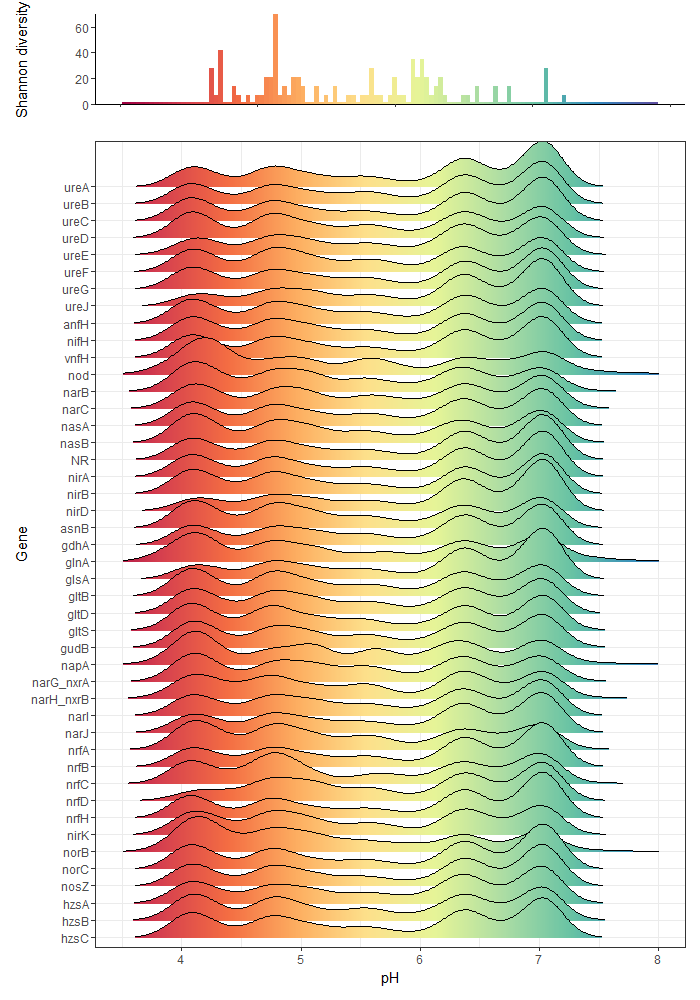 Shannon diversity
60
40
20
0
Gene
ureA
ureB
ureC
ureD
ureE
ureF
ureG
ureJ
anfH
nifH
vnfH
nod
narB
narC
nasA
nasB
NR
nirA
nirB
nirD
asnB
gdhA
glnA
glsA
gltB
gltD
gltS
gudB
napA
narG_nxrA
narH_nxrB
narI
narJ
nrfA
nrfB
nrfC
nrfD
nrfH
nirK
norB
norC
nosZ
hzsA
hzsB
hzsC
4 5 6 7 8
pH